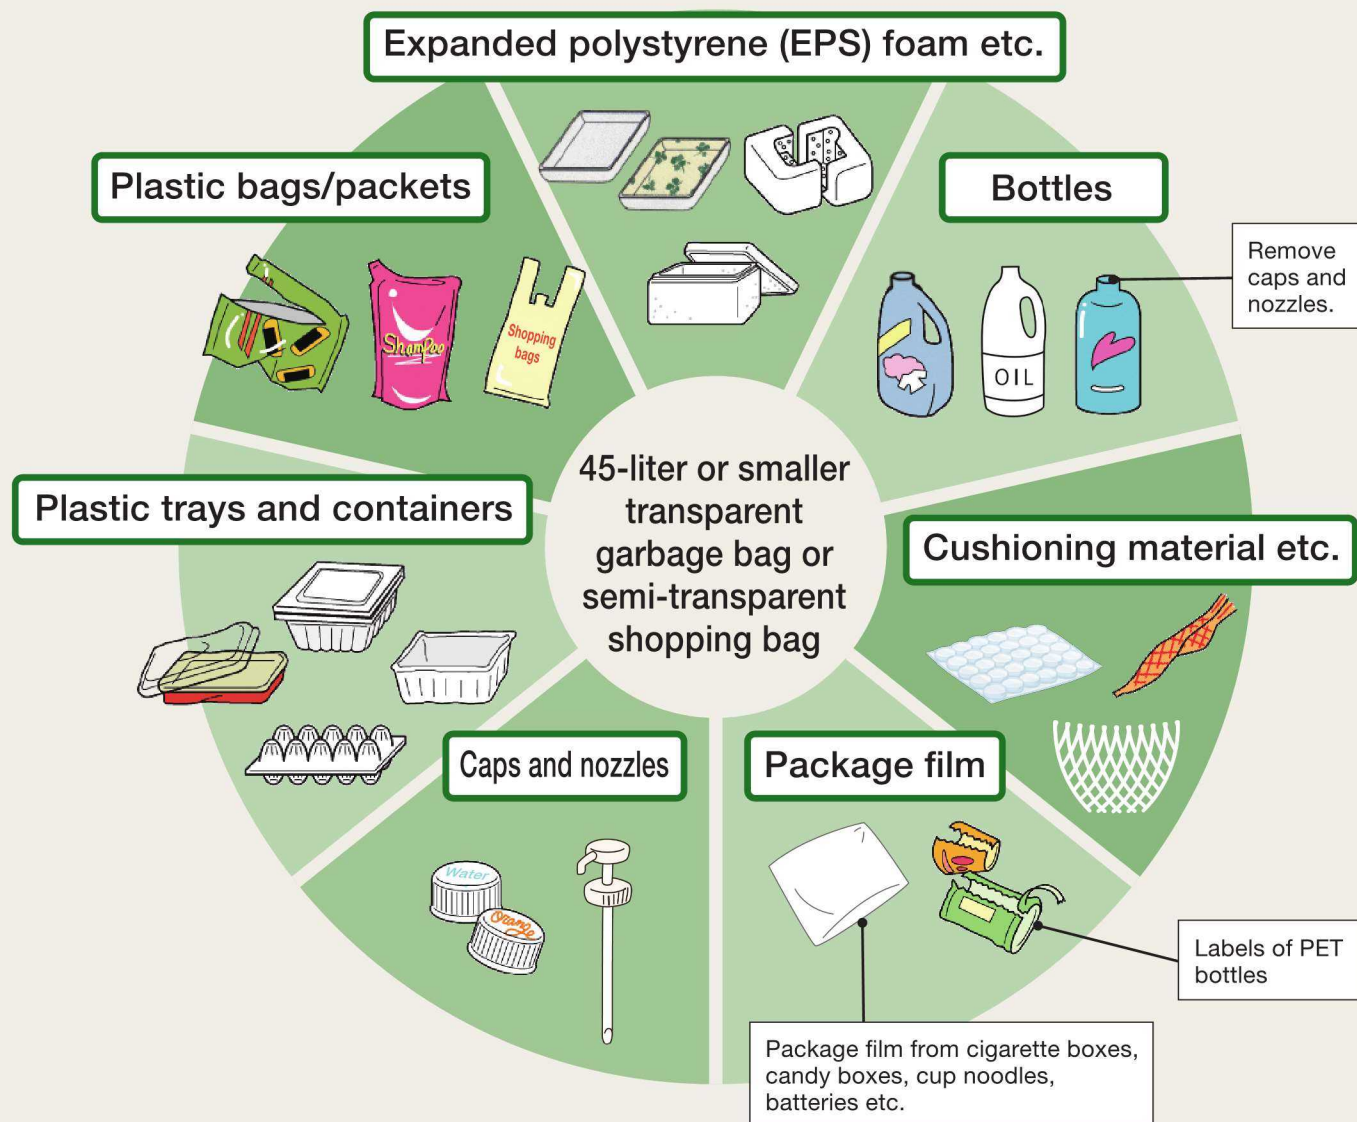 Expanded polystyrene (EPS) foam etc.
Plastic bags/packets
Shampoo
Shopping
bags
Bottles
OIL
Remove
caps and
nozzles.
45-liter or smaller
transparent
garbage bag or
semi-transparent
shopping bag
Plastic trays and containers
Cushioning material etc.
Caps and nozzles
Water
Orange
Package film
Labels of PET
bottles
Package film from cigarette boxes,
candy boxes, cup noodles,
batteries etc.